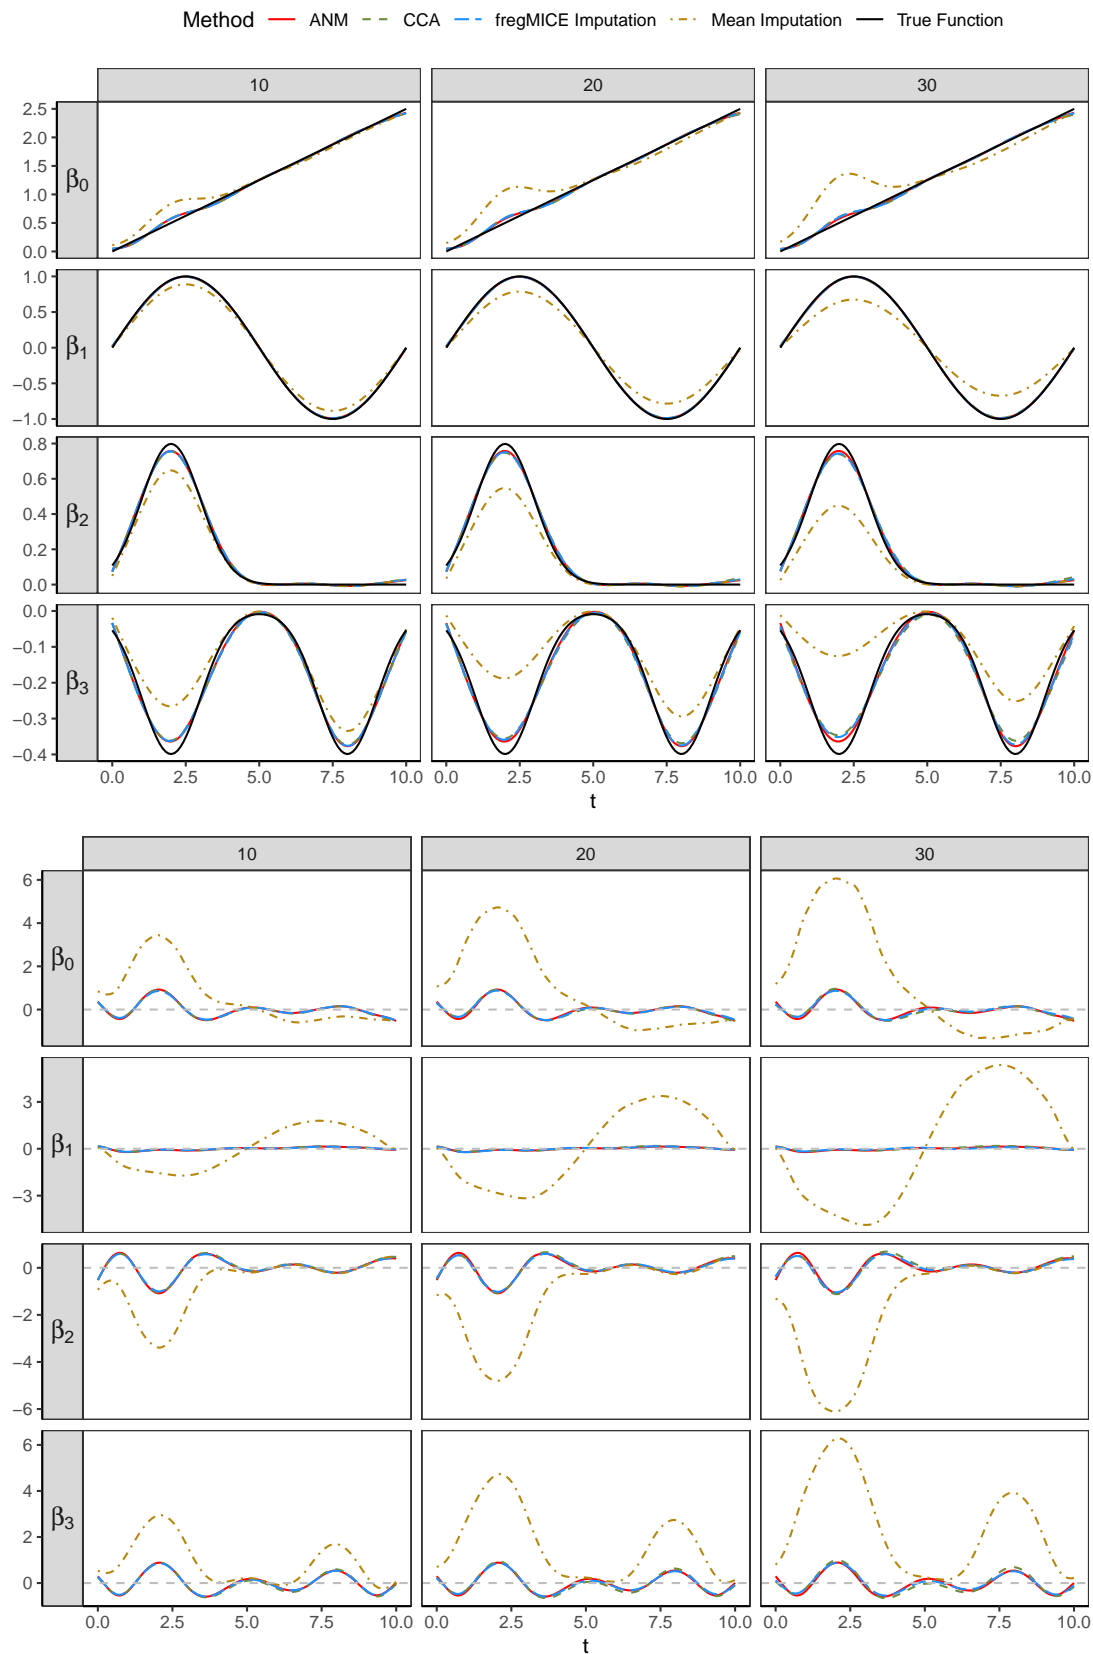 Method ANM CCA fregMICE Imputation Mean Imputation True Function
10 20 30
β0
2.5
2.0
1.5
1.0
0.5
0.0
β1
1.0
0.5
0.0
−0.5
−1.0
β2
0.8
0.6
0.4
0.2
0.0
β3
0.0
−0.1
−0.2
−0.3
−0.4
0.0 2.5 5.0 7.5 10.0 0.0 2.5 5.0 7.5 10.0 0.0 2.5 5.0 7.5 10.0
t
10 20 30
β0
6
4
2
0
β1
3
0
−3
β2
0
−2
−4
−6
β3
6
4
2
0
0.0 2.5 5.0 7.5 10.0 0.0 2.5 5.0 7.5 10.0 0.0 2.5 5.0 7.5 10.0
t